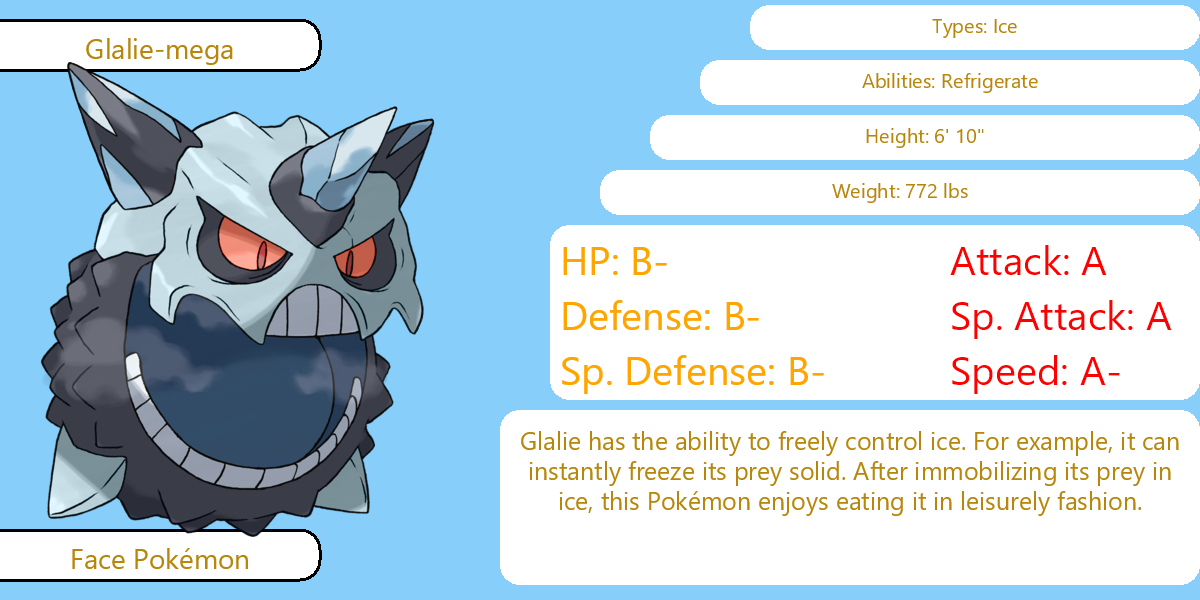 Glalie-mega
Types: Ice
Abilities: Refrigerate
Height: 6' 10"
Weight: 772 lbs
HP: B-
Attack: A
Defense: B-
Sp. Attack: A
Sp. Defense: B-
Speed: A-
Glalie has the ability to freely control ice. For example, it can
instantly freeze its prey solid. After immobilizing its prey in
ice, this Pokémon enjoys eating it in leisurely fashion.
Face Pokémon